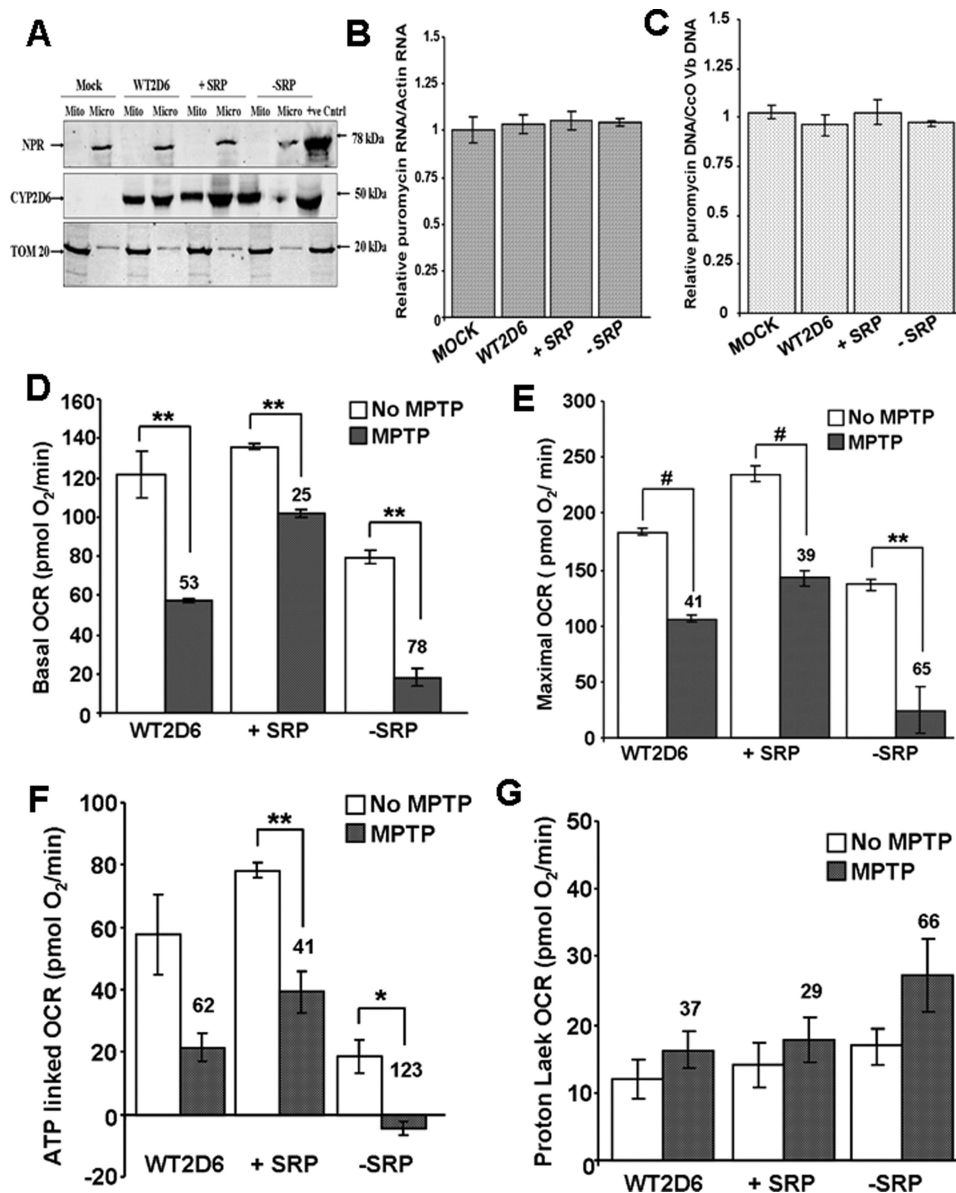 A
Mock WT2D6 + SRP -SRP
Mito Micro Mito Micro Mito Micro Mito Micro +ve Cntrl
NPR
78 kDa
CYP2D6
50 kDa
TOM 20
20 kDa
B
Relative puromycin RNA/Actin RNA
1.5
1.25
1
0.75
0.5
0.25
0
MOCK WT2D6 + SRP - SRP
C
Relative puromycin DNA/CcO Vb DNA
1.5
1.25
1
0.75
0.5
0.25
0
MOCK WT2D6 + SRP - SRP
D
Basal OCR (pmol O2/min)
160
140
120
100
80
60
40
20
0
No MPTP
MPTP
** ** **
53 25 78
WT2D6 + SRP -SRP
E
Maximal OCR ( pmol O2/ min)
300
250
200
150
100
50
0
No MPTP
MPTP
# # **
41 39 65
WT2D6 + SRP -SRP
F
ATP linked OCR (pmol O2/min)
100
80
60
40
20
0
-20
No MPTP
MPTP
** *
62 41 123
WT2D6 + SRP -SRP
G
Proton Laek OCR (pmol O2/min)
50
40
30
20
10
0
No MPTP
MPTP
37 29 66
WT2D6 + SRP -SRP